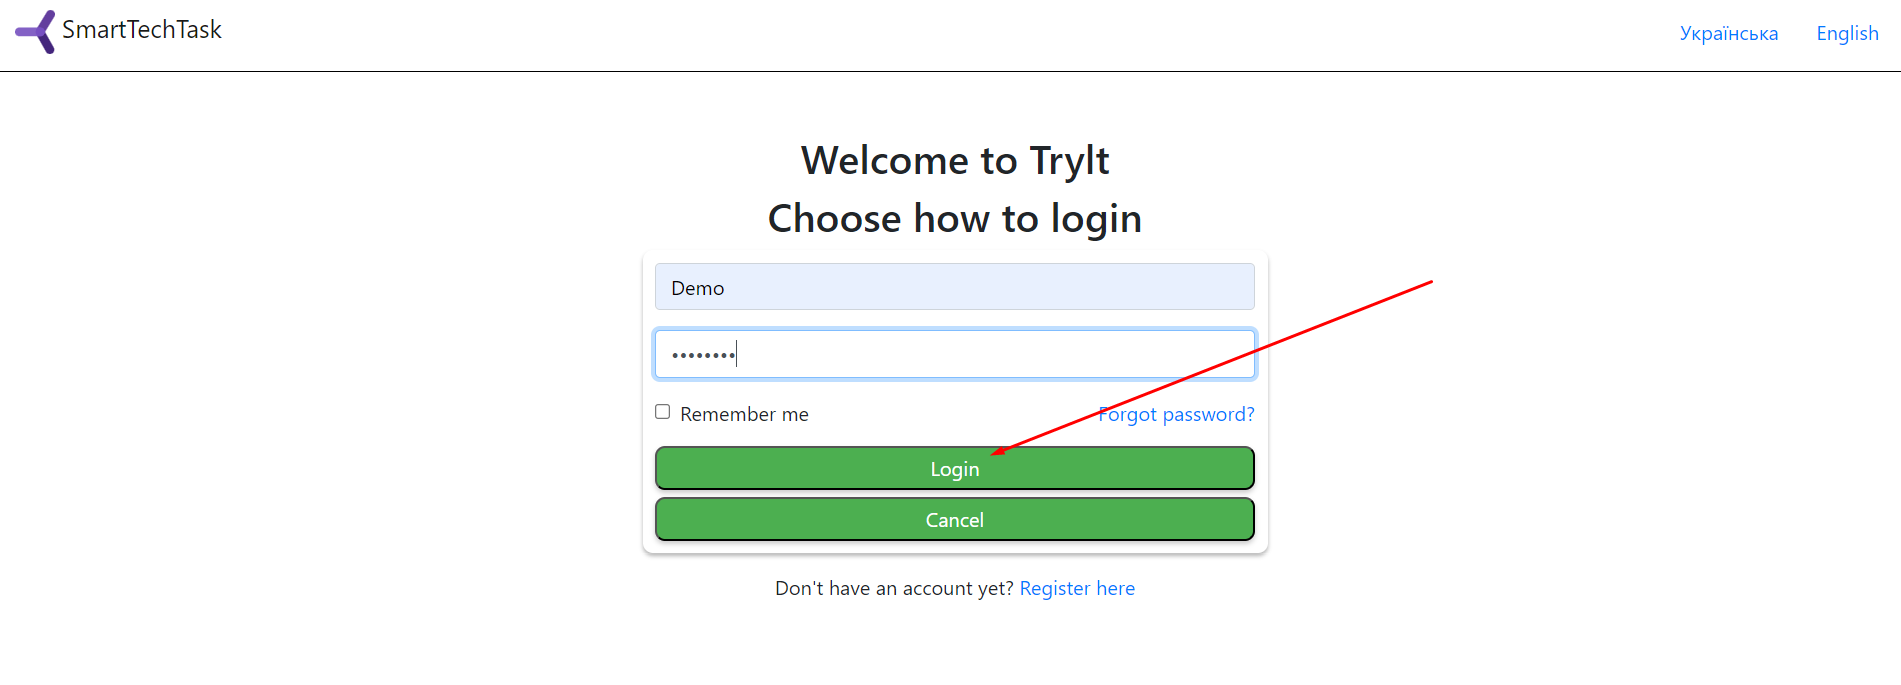 SmartTechTask
Українська English
Welcome to TryIt
Choose how to login
Demo
••••••••
Remember me Forgot password?
Login
Cancel
Don't have an account yet? Register here